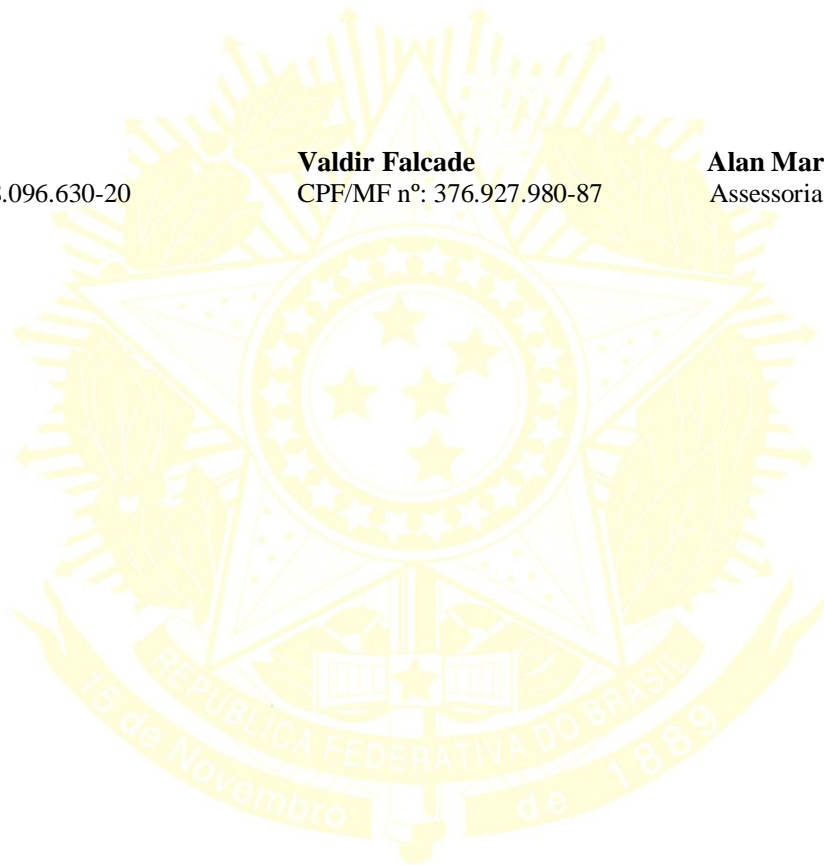 Valdir Falcade Alan Mar
.096.630-20 CPF/MF nº: 376.927.980-87 Assessoria
REPUBLICA FEDERATIVA DO BRASIL
15 de Novembro de 1889